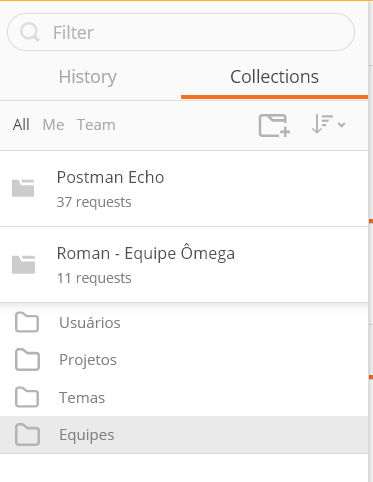 Filter
History Collections
All Me Team
Postman Echo
37 requests
Roman - Equipe Ômega
11 requests
Usuários
Projetos
Temas
Equipes